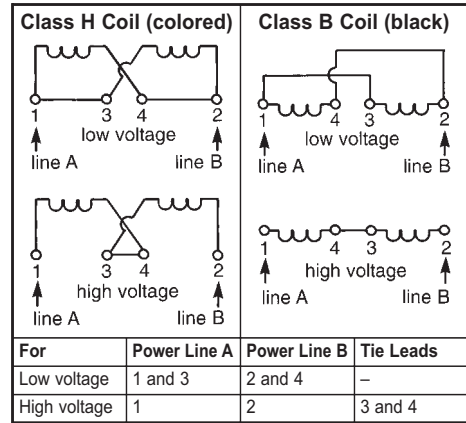 Class H Coil (colored)
1 3 4 2
low voltage
line A line B
1 3 4 2
high voltage
line A line B
Class B Coil (black)
1 4 3 2
low voltage
line A line B
1 4 3 2
high voltage
line A line B
For Power Line A Power Line B Tie Leads
Low voltage 1 and 3 2 and 4 –
High voltage 1 2 3 and 4